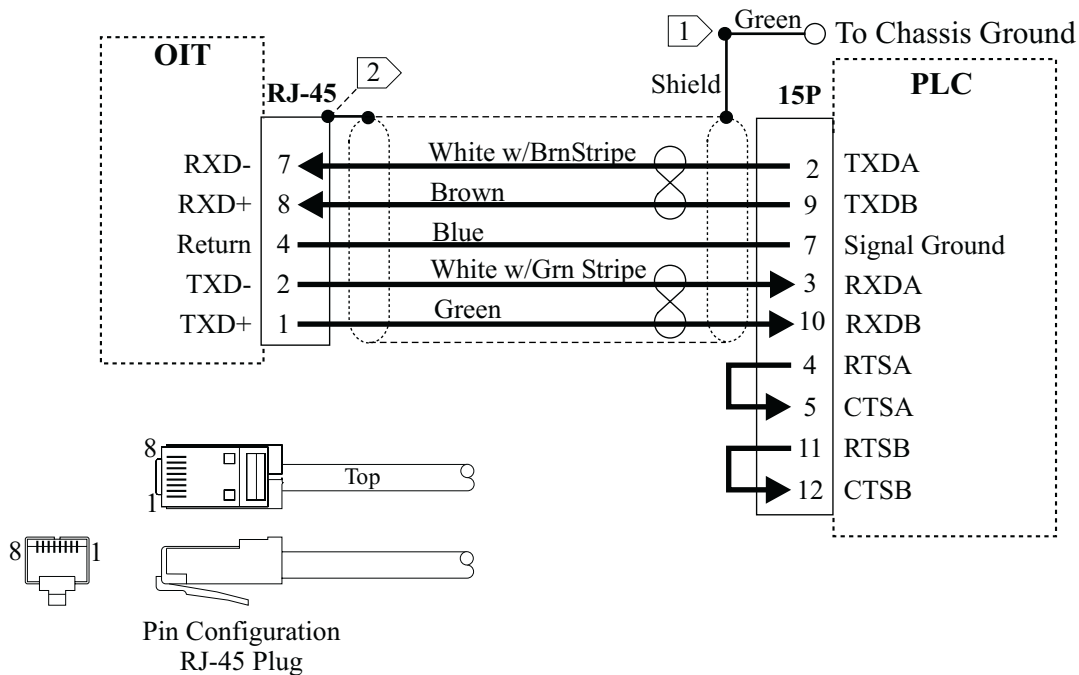 1 Green To Chassis Ground
OIT
2
Shield
PLC
RJ-45
15P
RXD- 7 White w/BrnStripe 2 TXDA
RXD+ 8 Brown 9 TXDB
Return 4 Blue 7 Signal Ground
TXD- 2 White w/Grn Stripe 3 RXDA
TXD+ 1 Green 10 RXDB
4 RTSA
5 CTSA
11 RTSB
12 CTSB
8
Top
1
8 1
Pin Configuration
RJ-45 Plug